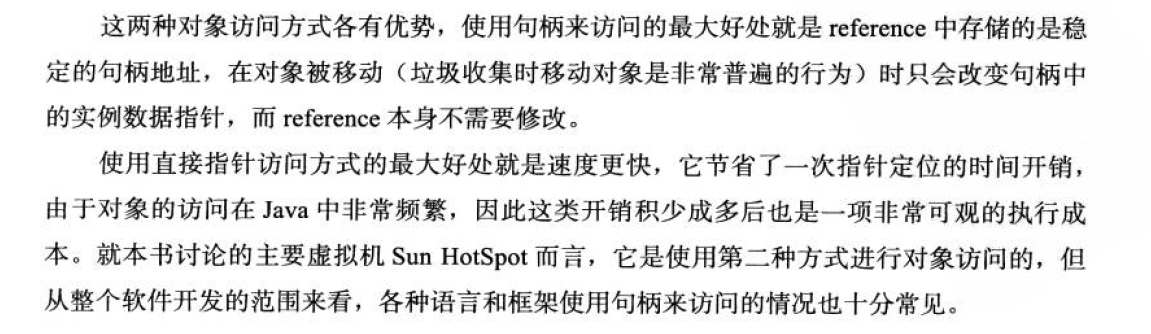 这两种对象访问方式各有优势，使用句柄来访问的最大好处就是 reference 中存储的是稳
定的句柄地址，在对象被移动（垃圾收集时移动对象是非常普遍的行为）时只会改变句柄中
的实例数据指针，而 reference 本身不需要修改。
使用直接指针访问方式的最大好处就是速度更快，它节省了一次指针定位的时间开销，
由于对象的访问在 Java 中非常频繁，因此这类开销积少成多后也是一项非常可观的执行成
本。就本书讨论的主要虚拟机 Sun HotSpot 而言，它是使用第二种方式进行对象访问的，但
从整个软件开发的范围来看，各种语言和框架使用句柄来访问的情况也十分常见。